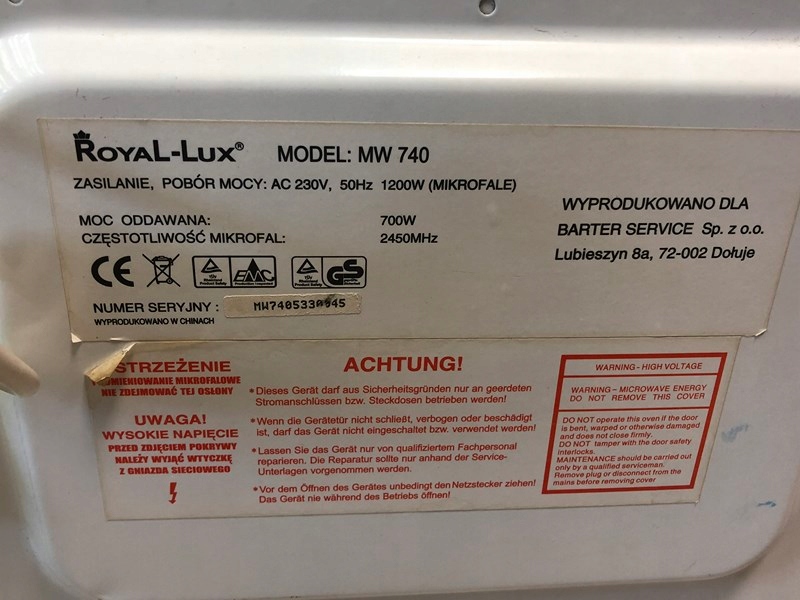 ROYAL-LUX® MODEL: MW 740
ZASILANIE, POBÓR MOCY: AC 230V, 50Hz 1200W (MIKROFALE)
MOC ODDAWANA: 700W
CZĘSTOTLIWOŚĆ MIKROFAL: 2450MHz
WYPRODUKOWANO DLA
BARTER SERVICE Sp. z o.o.
Lubieszyn 8a, 72-002 Dołuje
CE EMC GS
NUMER SERYJNY :
WYPRODUKOWANO W CHINACH
STRZEŻENIE
MIENIOWANIE MIKROFALOWE
NIE ZDEJMOWAĆ TEJ OSŁONY
UWAGA!
WYSOKIE NAPIĘCIE
PRZED ZDJĘCIEM POKRYWY
NALEŻY WYJĄĆ WTYCZKĘ
Z GNIAZDA SIECIOWEGO
ACHTUNG!
* Dieses Gerät darf aus Sicherheitsgründen nur an geerdeten
Stromanschlüssen bzw. Steckdosen betrieben werden!
* Wenn die Gerätetür nicht schließt, verbogen oder beschädigt
ist, darf das Gerät nicht eingeschaltet bzw. verwendet werden!
* Lassen Sie das Gerät nur von qualifiziertem Fachpersonal
reparieren. Die Reparatur sollte nur anhand der Service-
Unterlagen vorgenommen werden.
* Vor dem Öffnen des Gerätes unbedingt den Netzstecker ziehen!
Das Gerät nie während des Betriebs öffnen!
WARNING - HIGH VOLTAGE
WARNING - MICROWAVE ENERGY
DO NOT REMOVE THIS COVER
DO NOT operate this oven if the door
is bent, warped or otherwise damaged
and does not close firmly.
DO NOT tamper with the door safety
interlocks.
MAINTENANCE should be carried out
only by a qualified serviceman.
Remove plug or disconnect from the
mains before removing cover